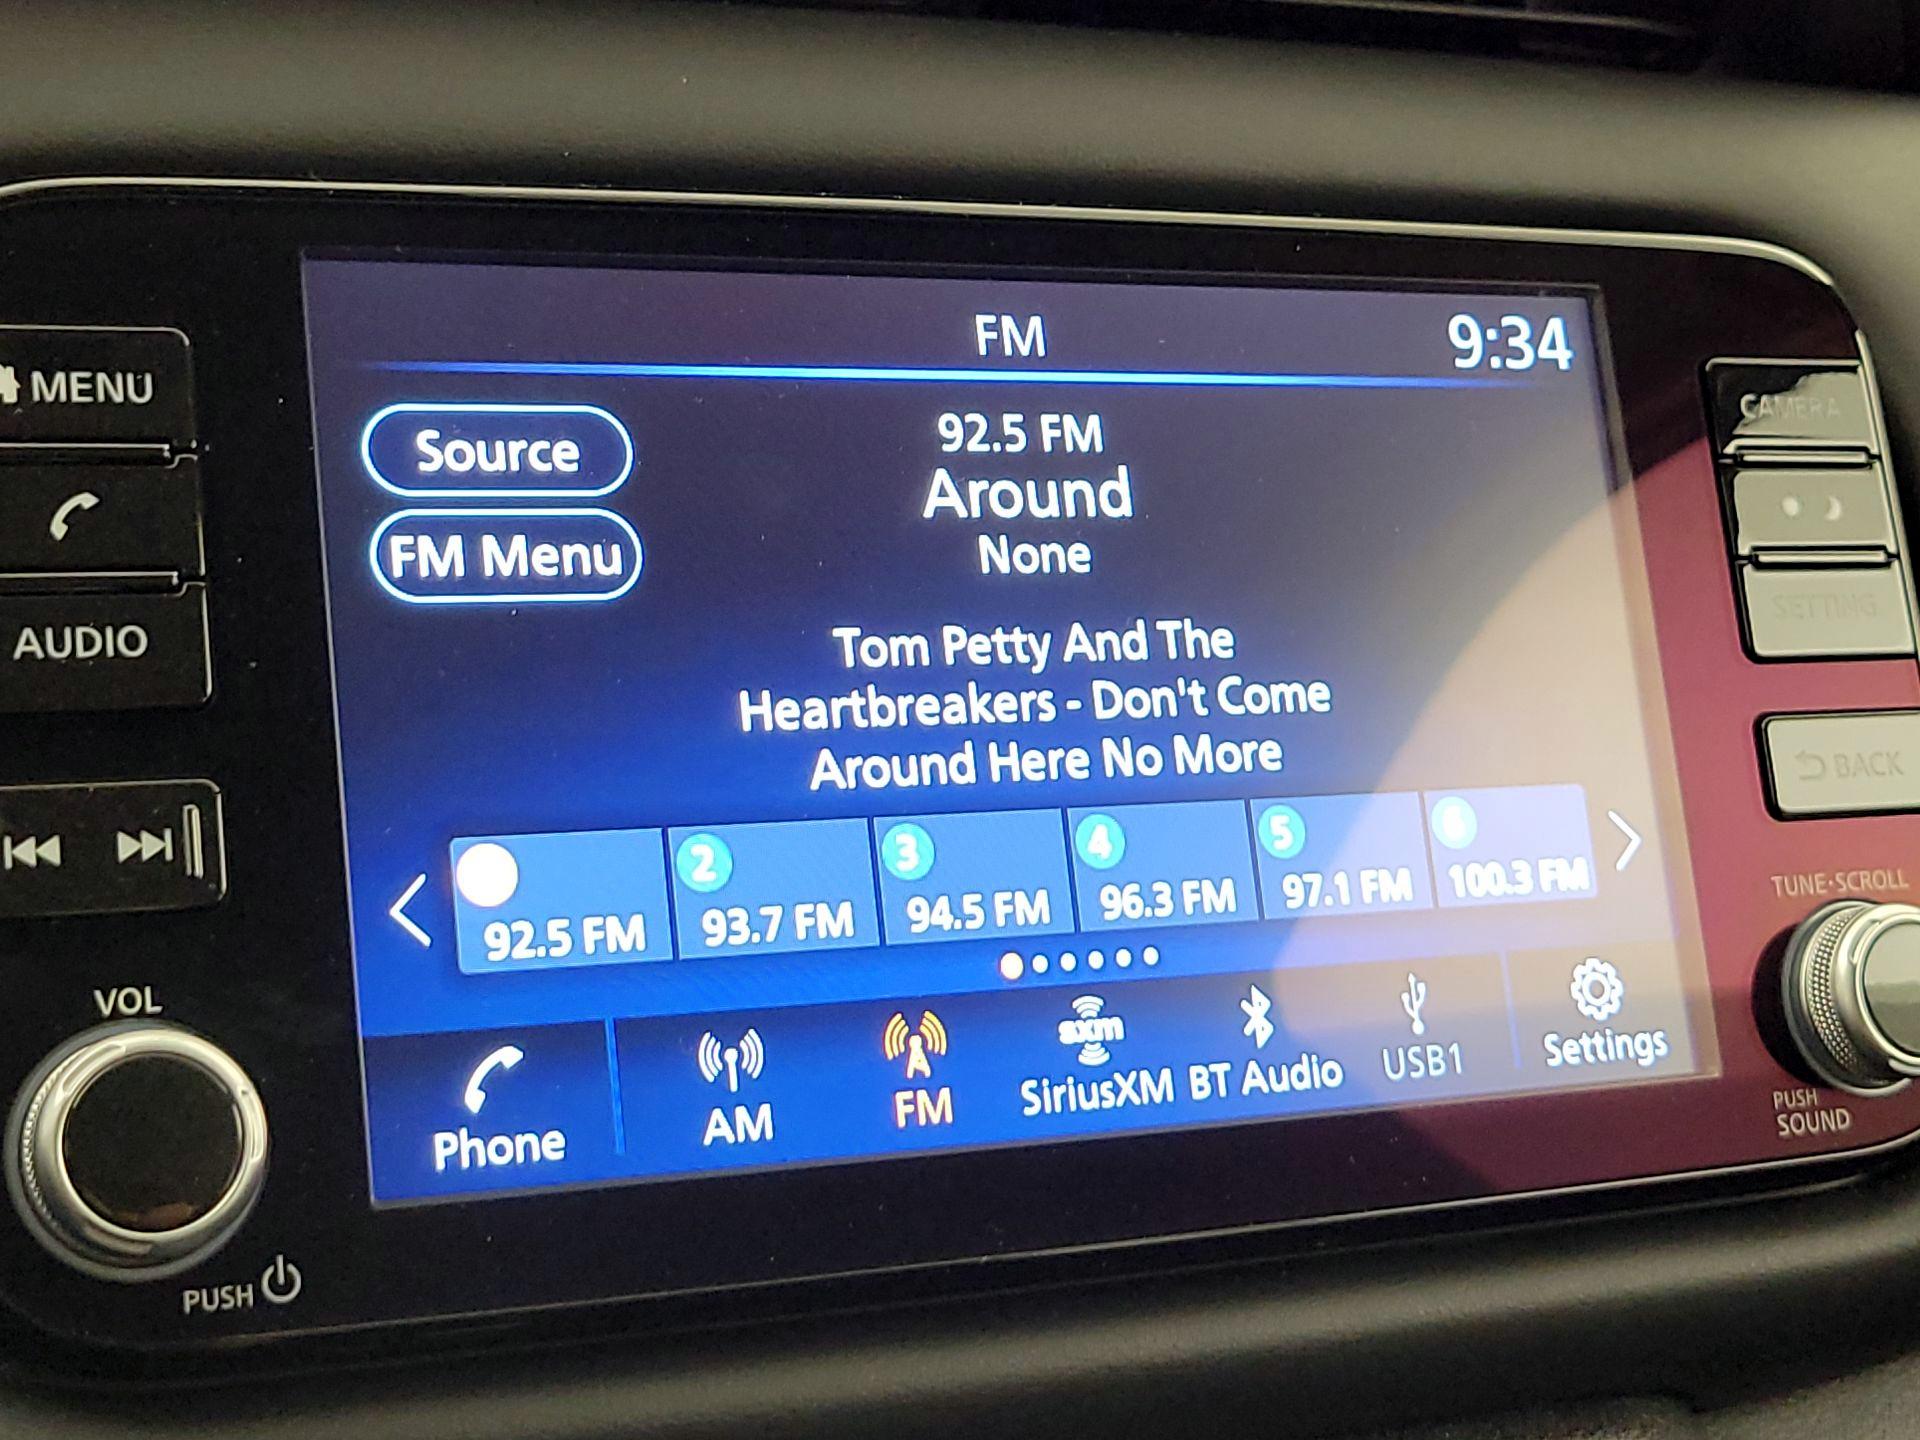 FM
9:34
MENU
CAMERA
Source
92.5 FM
Around
FM Menu
None
AUDIO
SETTING
Tom Petty And The
Heartbreakers - Don't Come
Around Here No More
BACK
2
3
4
5
6
92.5 FM
93.7 FM
94.5 FM
96.3 FM
97.1 FM
100.3 FM
TUNE·SCROLL
VOL
Phone
AM
FM
sxm
SiriusXM
BT Audio
USB1
Settings
PUSH
SOUND
PUSH